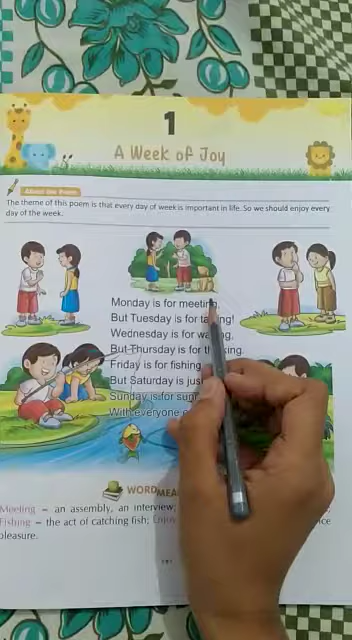 1
A Week of Joy
About the Poem
The theme of this poem is that every day of week is important in life. So we should enjoy every
day of the week.
Monday is for meeting,
But Tuesday is for
Wednesday is for
But Thursday is for
Friday is for fishing
But Saturday is just
Sunday is for
With everyone
WORD
Meeting – an assembly, an interview;
Fishing – the act of catching fish; Enjoy
pleasure.